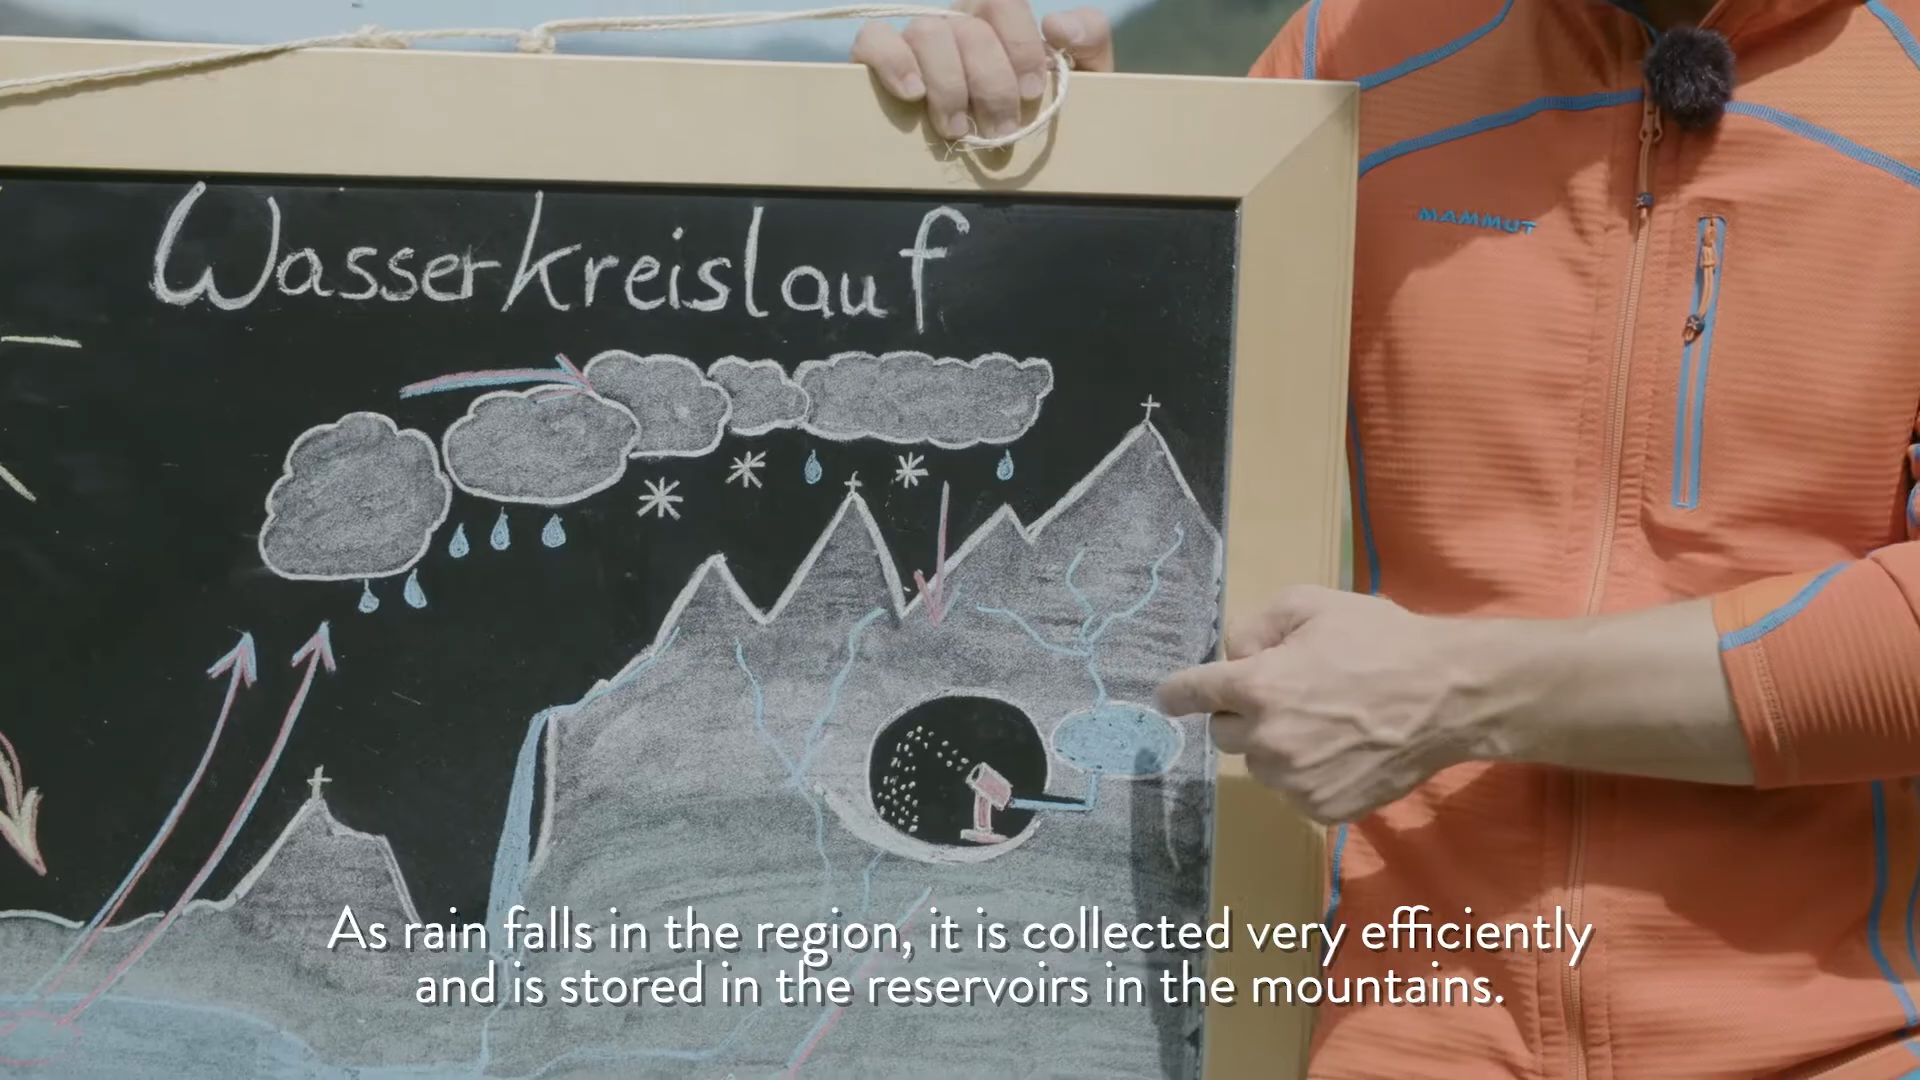 Wasserkreislauf
MAMMUT
As rain falls in the region, it is collected very efficiently
and is stored in the reservoirs in the mountains.